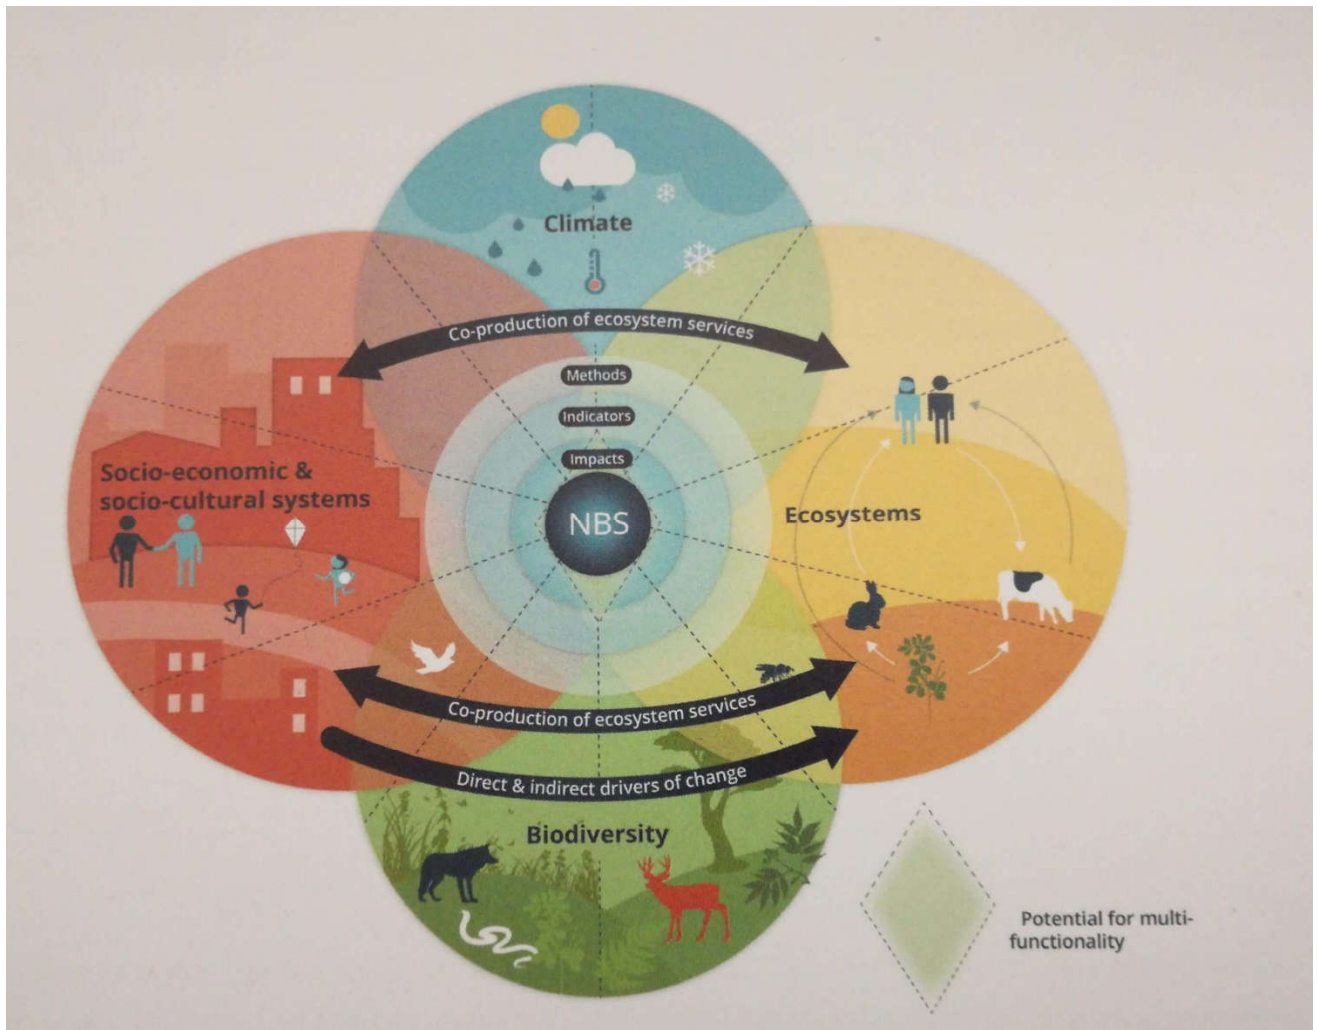 Climate
Co-production of ecosystem services
Methods
Indicators
Impacts
NBS
Socio-economic &
socio-cultural systems
Ecosystems
Co-production of ecosystem services
Direct & indirect drivers of change
Biodiversity
Potential for multi-
functionality